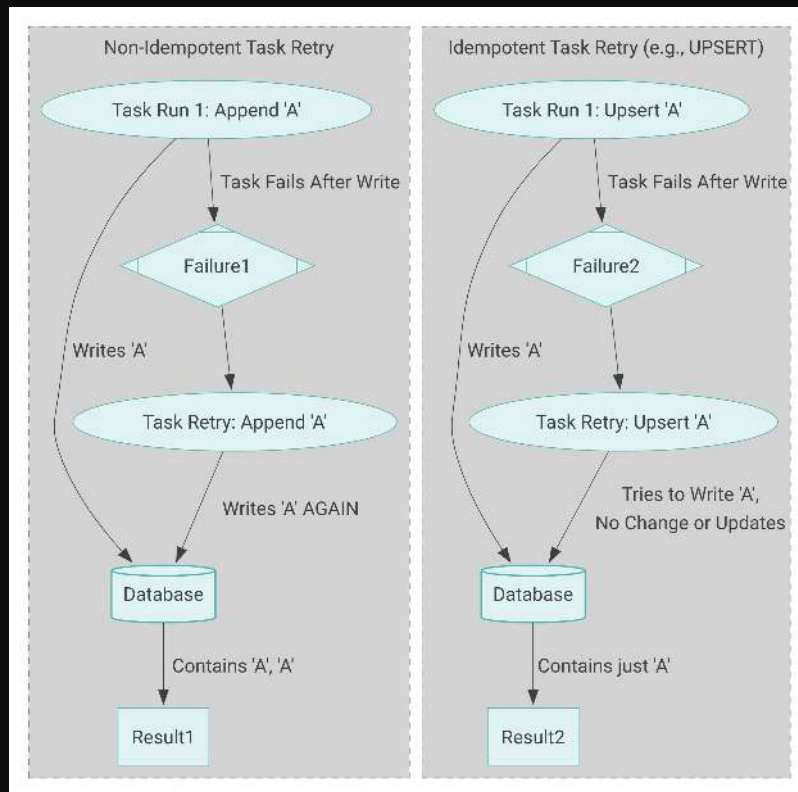 Non-Idempotent Task Retry
Task Run 1: Append 'A'
Task Fails After Write
Failure1
Writes 'A'
Task Retry: Append 'A'
Writes 'A' AGAIN
Database
Contains 'A', 'A'
Result1
Idempotent Task Retry (e.g., UPSERT)
Task Run 1: Upsert 'A'
Task Fails After Write
Failure2
Writes 'A'
Task Retry: Upsert 'A'
Tries to Write 'A',
No Change or Updates
Database
Contains just 'A'
Result2